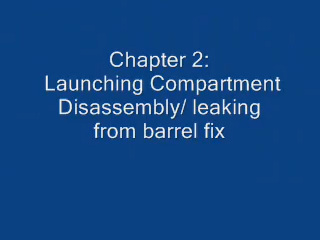 Chapter 2:
Launching Compartment
Disassembly/ leaking
from barrel fix